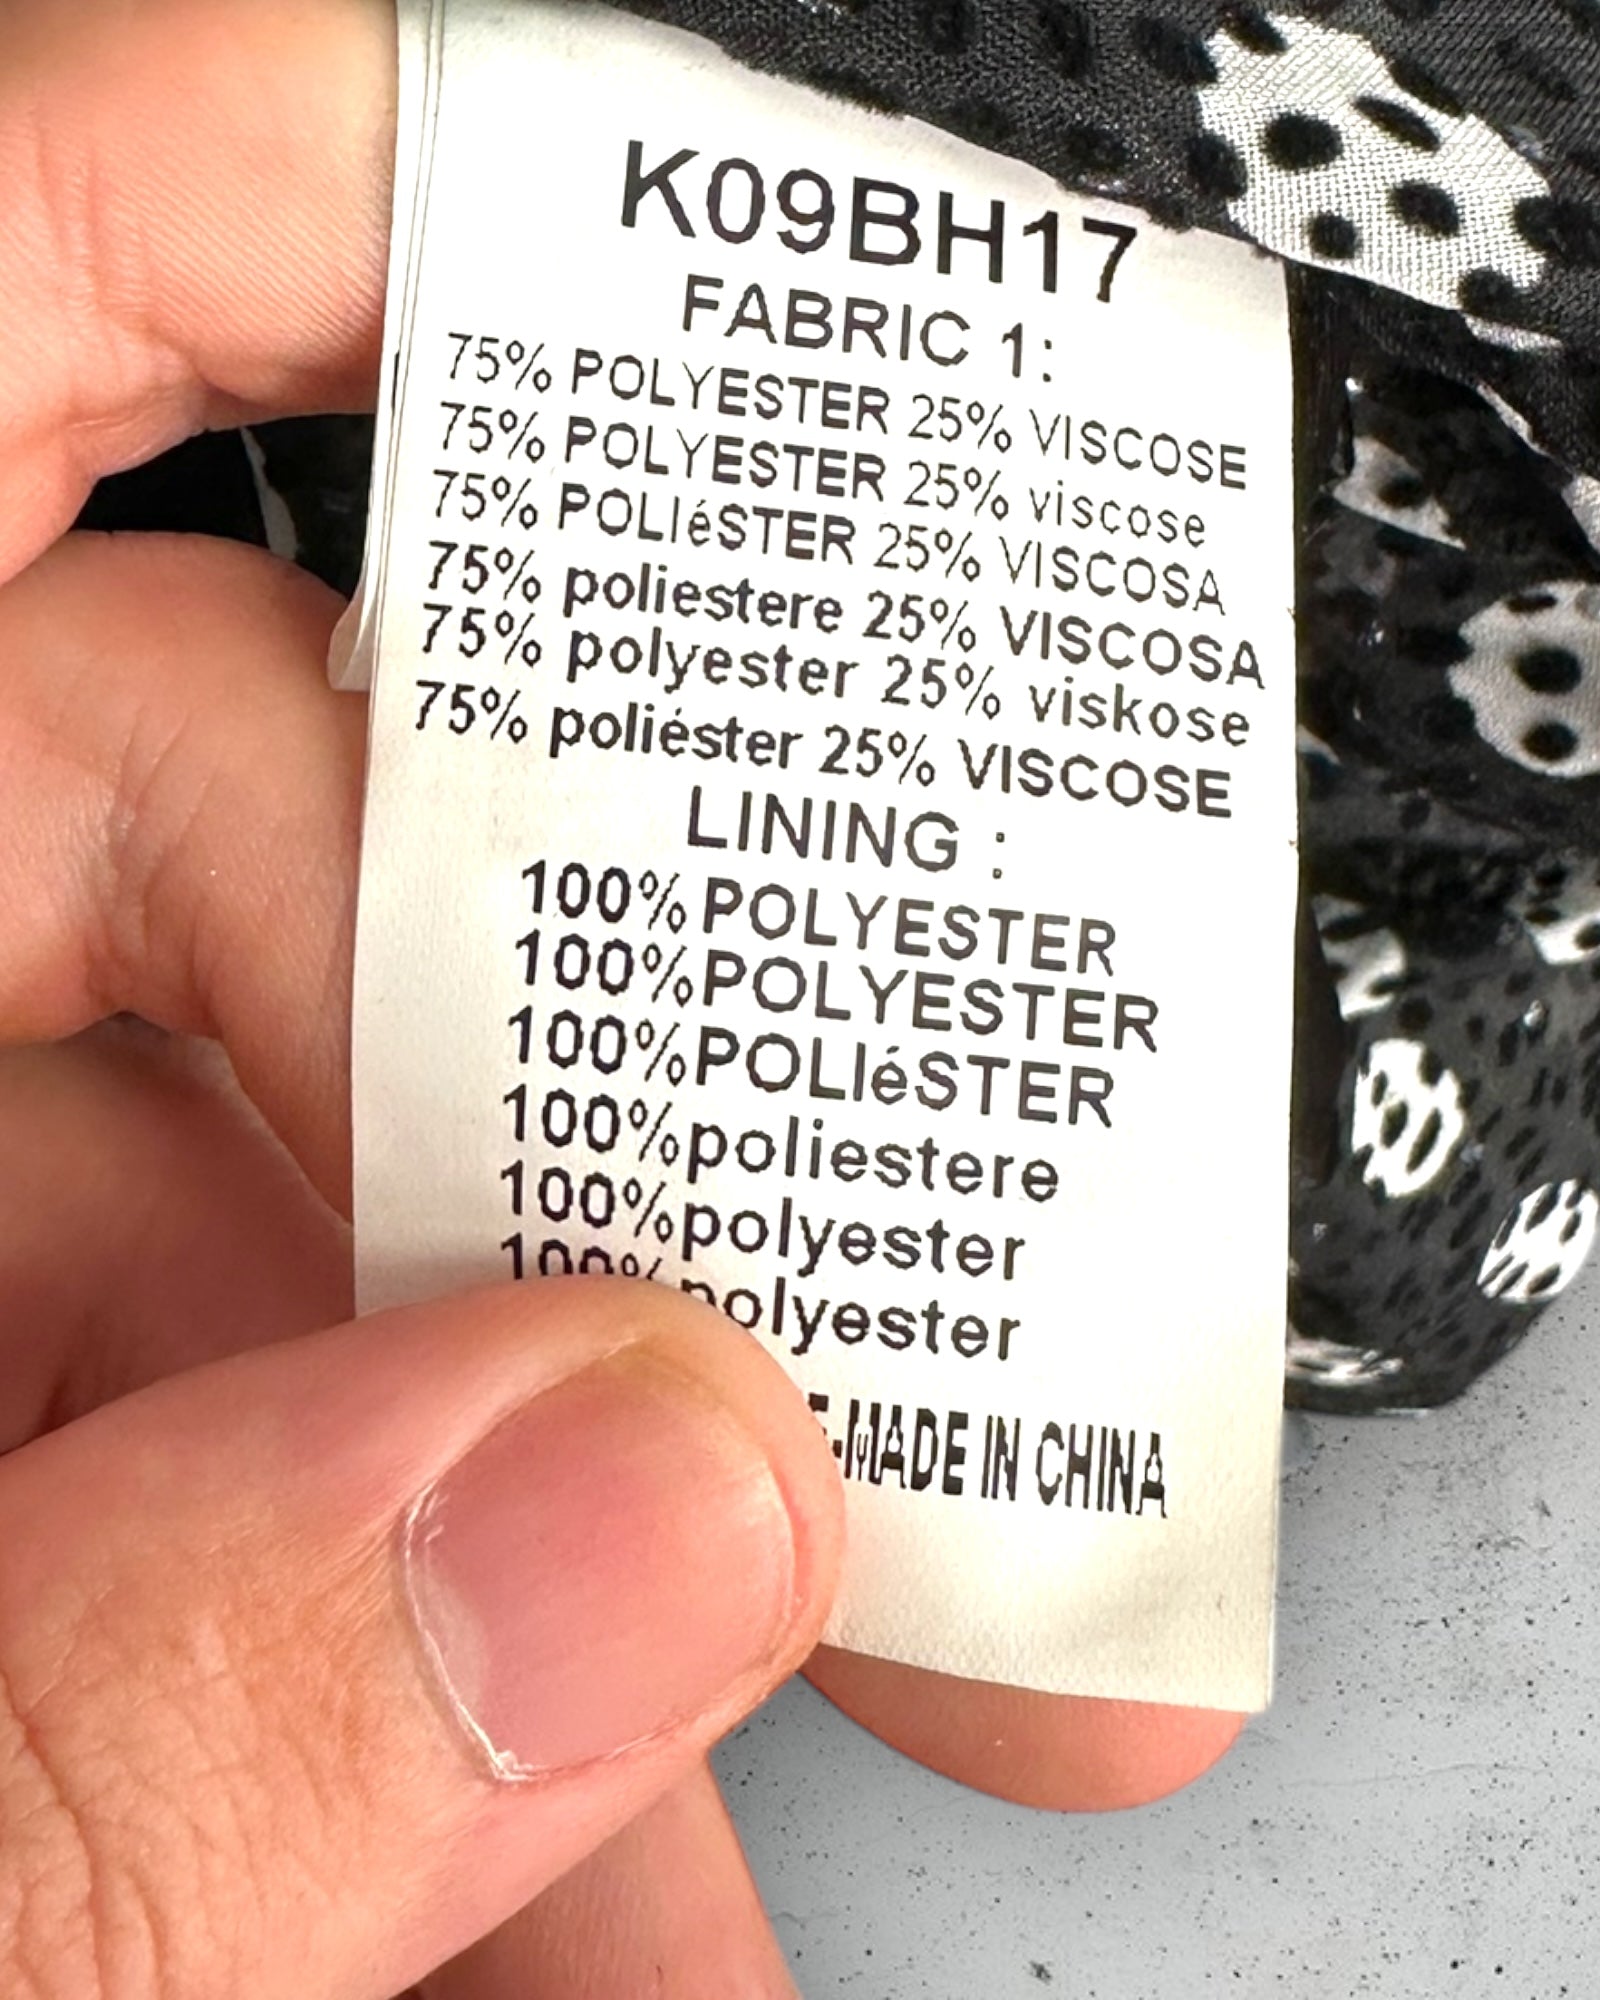 K09BH17
FABRIC 1:
75% POLYESTER 25% VISCOSE
75% POLYESTER 25% viscose
75% POLIéSTER 25% VISCOSA
75% poliestere 25% VISCOSA
75% polyester 25% viskose
75% poliéster 25% VISCOSE
LINING :
100%POLYESTER
100%POLYESTER
100%POLIéSTER
100%poliestere
100%polyester
100% polyester
MADE IN CHINA